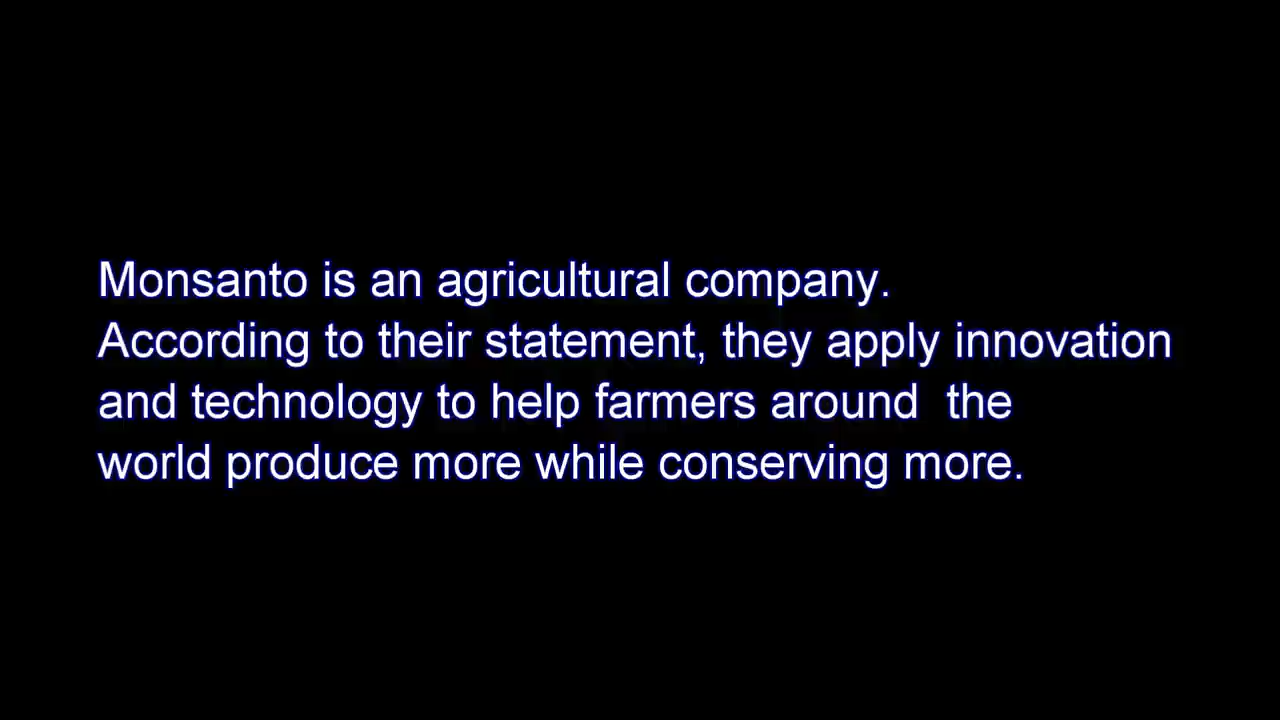 Monsanto is an agricultural company.
According to their statement, they apply innovation
and technology to help farmers around  the
world produce more while conserving more.